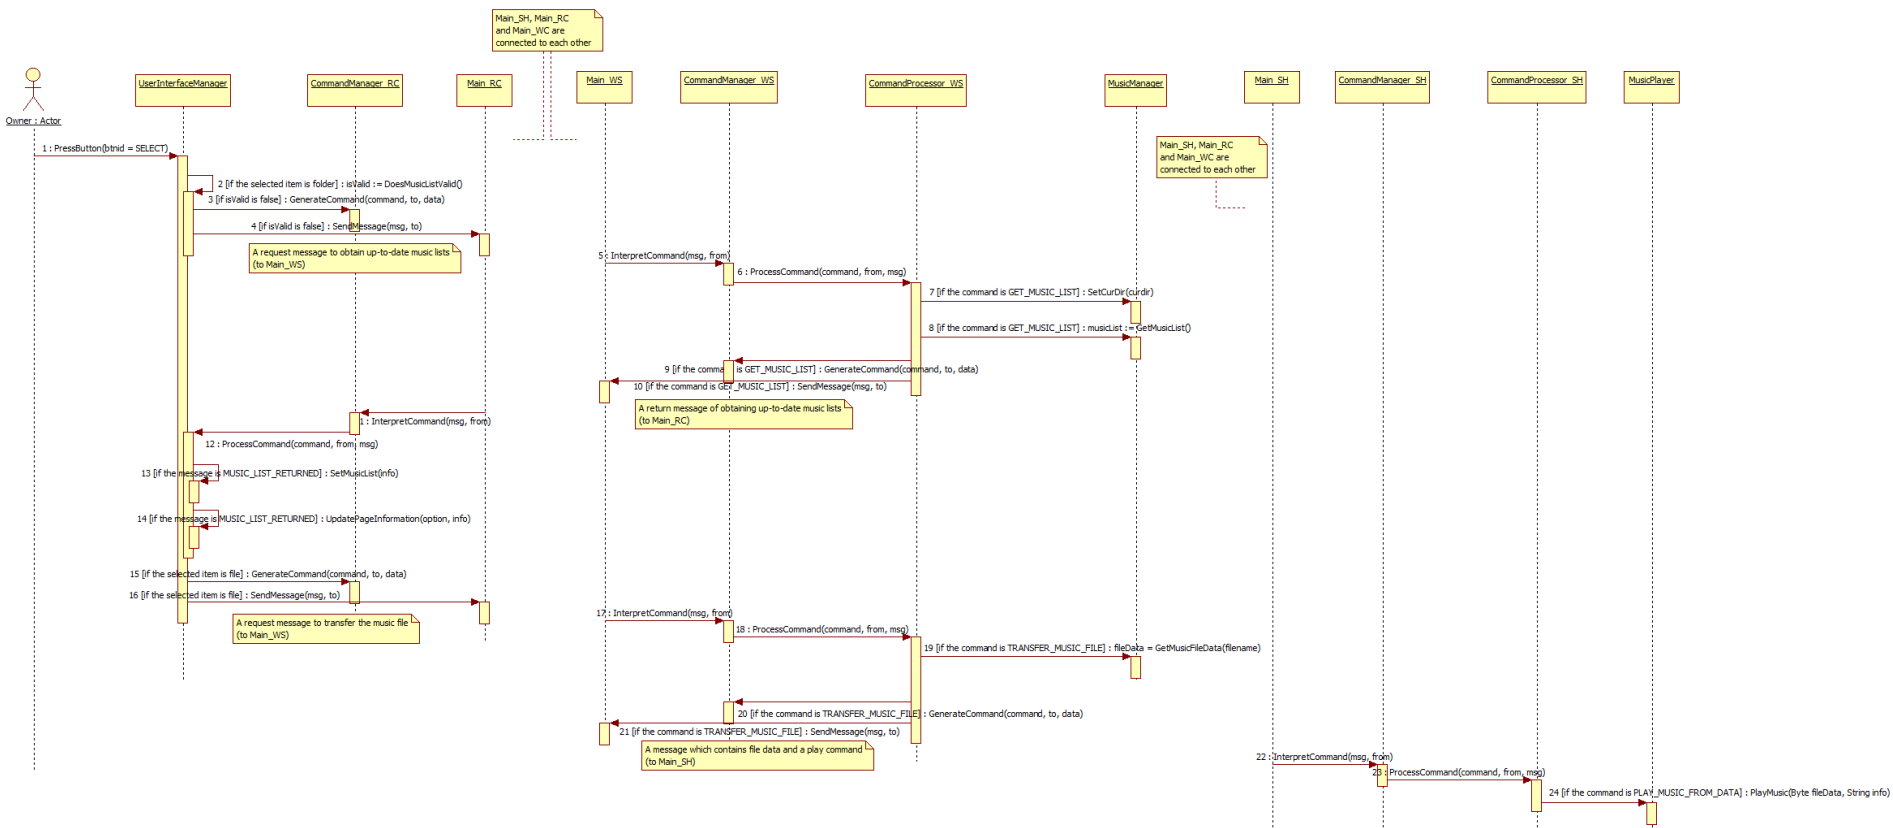 Main_SH, Main_RC
and Main_WC are
connected to each other
Owner : Actor
UserInterfaceManager
CommandManager_RC
Main_RC
Main_WS
CommandManager_WS
CommandProcessor_WS
MusicManager
Main_SH
CommandManager_SH
CommandProcessor_SH
MusicPlayer
Main_SH, Main_RC
and Main_WC are
connected to each other
1 : PressButton(btnid = SELECT)
2 [if the selected item is folder] : isValid := DoesMusicListValid()
3 [if isValid is false] : GenerateCommand(command, to, data)
4 [if isValid is false] : SendMessage(msg, to)
A request message to obtain up-to-date music lists
(to Main_WS)
5 : InterpretCommand(msg, from)
6 : ProcessCommand(command, from, msg)
7 [if the command is GET_MUSIC_LIST] : SetCurDir(curdir)
8 [if the command is GET_MUSIC_LIST] : musicList := GetMusicList()
9 [if the command is GET_MUSIC_LIST] : GenerateCommand(command, to, data)
10 [if the command is GET_MUSIC_LIST] : SendMessage(msg, to)
A return message of obtaining up-to-date music lists
(to Main_RC)
1 : InterpretCommand(msg, from)
12 : ProcessCommand(command, from, msg)
13 [if the message is MUSIC_LIST_RETURNED] : SetMusicList(info)
14 [if the message is MUSIC_LIST_RETURNED] : UpdatePageInformation(option, info)
15 [if the selected item is file] : GenerateCommand(command, to, data)
16 [if the selected item is file] : SendMessage(msg, to)
A request message to transfer the music file
(to Main_WS)
17 : InterpretCommand(msg, from)
18 : ProcessCommand(command, from, msg)
19 [if the command is TRANSFER_MUSIC_FILE] : fileData = GetMusicFileData(filename)
20 [if the command is TRANSFER_MUSIC_FILE] : GenerateCommand(command, to, data)
21 [if the command is TRANSFER_MUSIC_FILE] : SendMessage(msg, to)
A message which contains file data and a play command
(to Main_SH)
22 : InterpretCommand(msg, from)
23 : ProcessCommand(command, from, msg)
24 [if the command is PLAY_MUSIC_FROM_DATA] : PlayMusic(Byte fileData, String info)